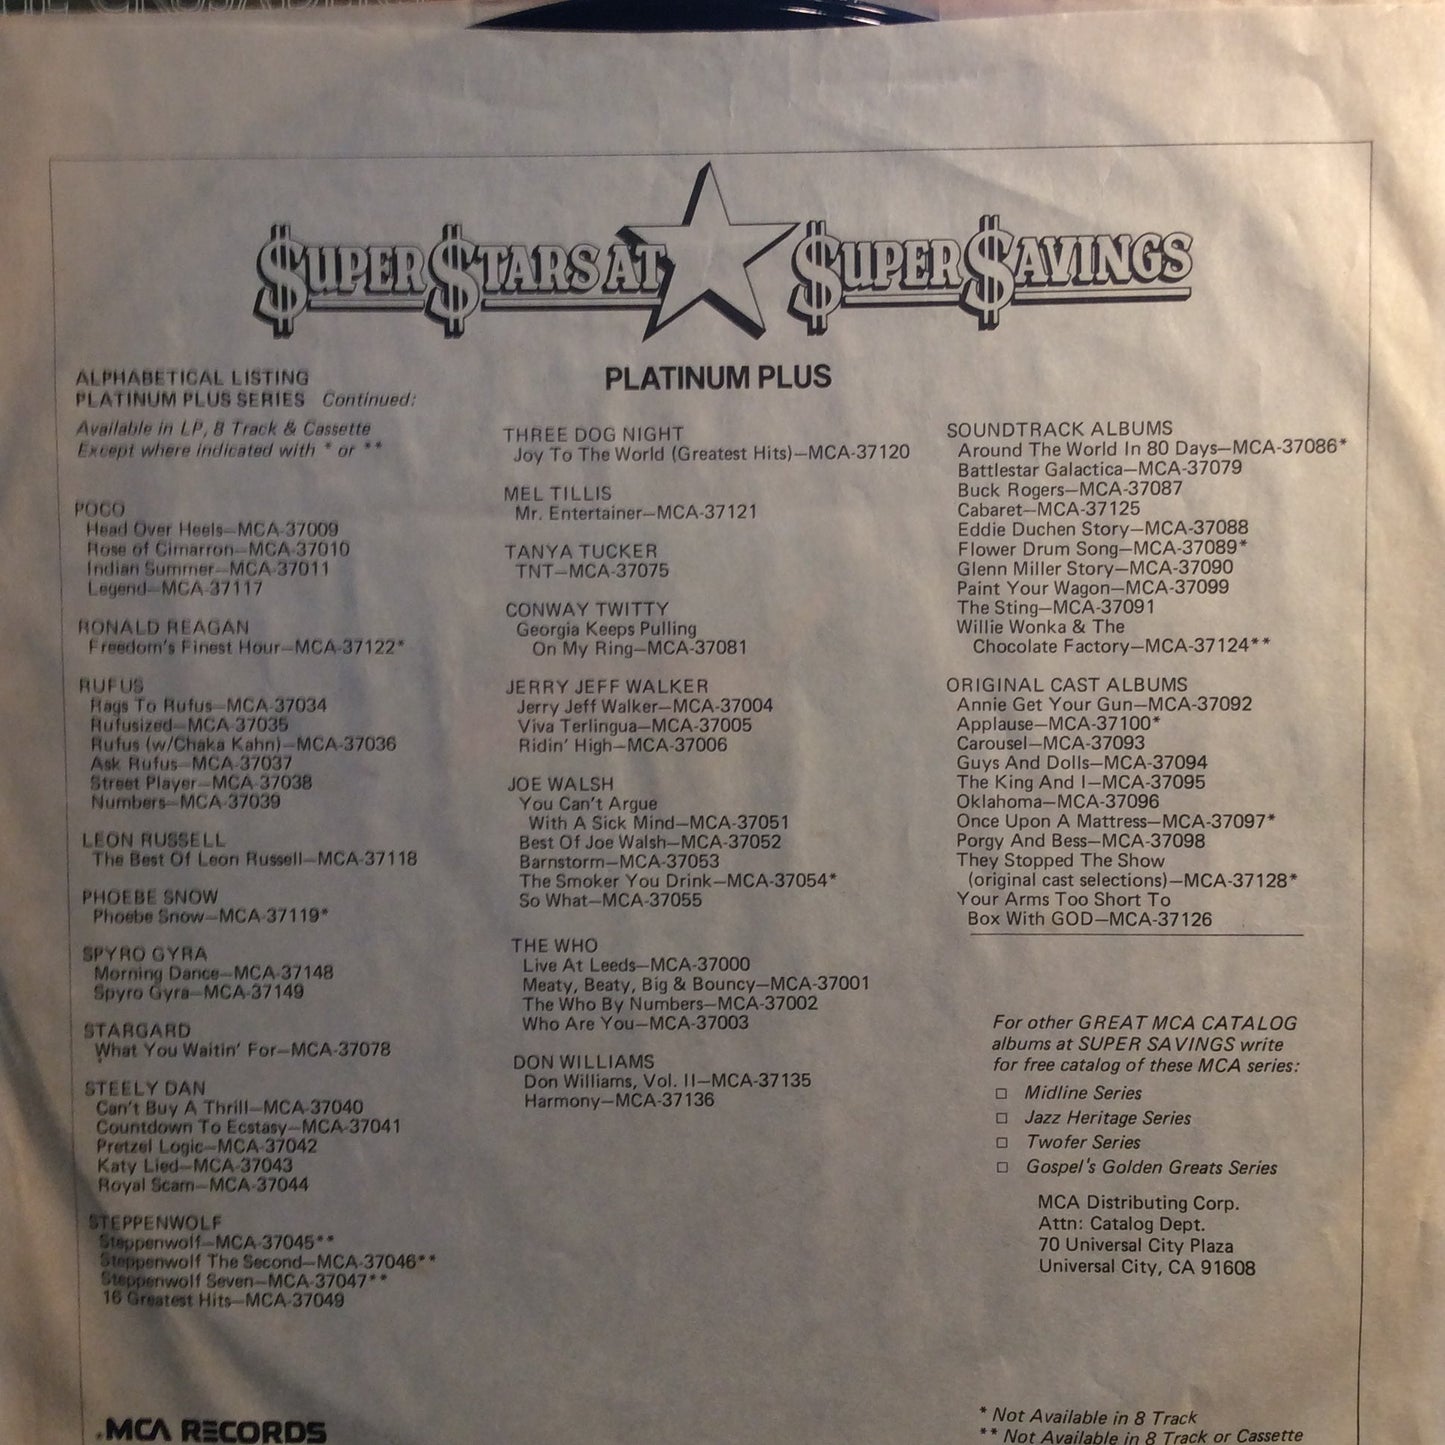 THE CRUSADERS
$UPER $TARS AT $UPER $AVINGS
PLATINUM PLUS
ALPHABETICAL LISTING
PLATINUM PLUS SERIES Continued:
Available in LP, 8 Track & Cassette
Except where indicated with * or **
POCO
Head Over Heels—MCA-37009
Rose of Cimarron—MCA-37010
Indian Summer—MCA-37011
Legend—MCA-37117
RONALD REAGAN
Freedom's Finest Hour—MCA-37122*
RUFUS
Rags To Rufus—MCA-37034
Rufusized—MCA-37035
Rufus (w/Chaka Kahn)—MCA-37036
Ask Rufus—MCA-37037
Street Player—MCA-37038
Numbers—MCA-37039
LEON RUSSELL
The Best Of Leon Russell—MCA-37118
PHOEBE SNOW
Phoebe Snow—MCA-37119*
SPYRO GYRA
Morning Dance—MCA-37148
Spyro Gyra—MCA-37149
STARGARD
What You Waitin' For—MCA-37078
STEELY DAN
Can't Buy A Thrill—MCA-37040
Countdown To Ecstasy—MCA-37041
Pretzel Logic—MCA-37042
Katy Lied—MCA-37043
Royal Scam—MCA-37044
STEPPENWOLF
Steppenwolf—MCA-37045**
Steppenwolf The Second—MCA-37046**
Steppenwolf Seven—MCA-37047**
16 Greatest Hits—MCA-37049
THREE DOG NIGHT
Joy To The World (Greatest Hits)—MCA-37120
MEL TILLIS
Mr. Entertainer—MCA-37121
TANYA TUCKER
TNT—MCA-37075
CONWAY TWITTY
Georgia Keeps Pulling
On My Ring—MCA-37081
JERRY JEFF WALKER
Jerry Jeff Walker—MCA-37004
Viva Terlingua—MCA-37005
Ridin' High—MCA-37006
JOE WALSH
You Can't Argue
With A Sick Mind—MCA-37051
Best Of Joe Walsh—MCA-37052
Barnstorm—MCA-37053
The Smoker You Drink—MCA-37054*
So What—MCA-37055
THE WHO
Live At Leeds—MCA-37000
Meaty, Beaty, Big & Bouncy—MCA-37001
The Who By Numbers—MCA-37002
Who Are You—MCA-37003
DON WILLIAMS
Don Williams, Vol. II—MCA-37135
Harmony—MCA-37136
SOUNDTRACK ALBUMS
Around The World In 80 Days—MCA-37086*
Battlestar Galactica—MCA-37079
Buck Rogers—MCA-37087
Cabaret—MCA-37125
Eddie Duchen Story—MCA-37088
Flower Drum Song—MCA-37089*
Glenn Miller Story—MCA-37090
Paint Your Wagon—MCA-37099
The Sting—MCA-37091
Willie Wonka & The
Chocolate Factory—MCA-37124**
ORIGINAL CAST ALBUMS
Annie Get Your Gun—MCA-37092
Applause—MCA-37100*
Carousel—MCA-37093
Guys And Dolls—MCA-37094
The King And I—MCA-37095
Oklahoma—MCA-37096
Once Upon A Mattress—MCA-37097*
Porgy And Bess—MCA-37098
They Stopped The Show
(original cast selections)—MCA-37128*
Your Arms Too Short To
Box With GOD—MCA-37126
For other GREAT MCA CATALOG
albums at SUPER SAVINGS write
for free catalog of these MCA series:
□ Midline Series
□ Jazz Heritage Series
□ Twofer Series
□ Gospel's Golden Greats Series
MCA Distributing Corp.
Attn: Catalog Dept.
70 Universal City Plaza
Universal City, CA 91608
MCA RECORDS
* Not Available in 8 Track
** Not Available in 8 Track or Cassette